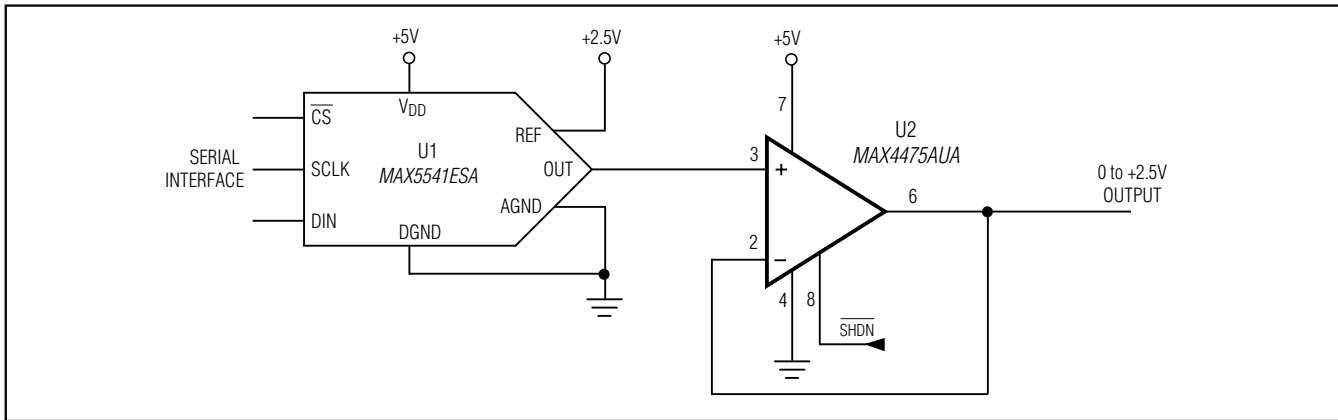 +5V
+2.5V
+5V
CS
VDD
REF
7
U1
MAX5541ESA
U2
MAX4475AUA
SERIAL
INTERFACE
SCLK
OUT
3
+
0 to +2.5V
OUTPUT
6
DIN
AGND
DGND
2
−
4
8
SHDN